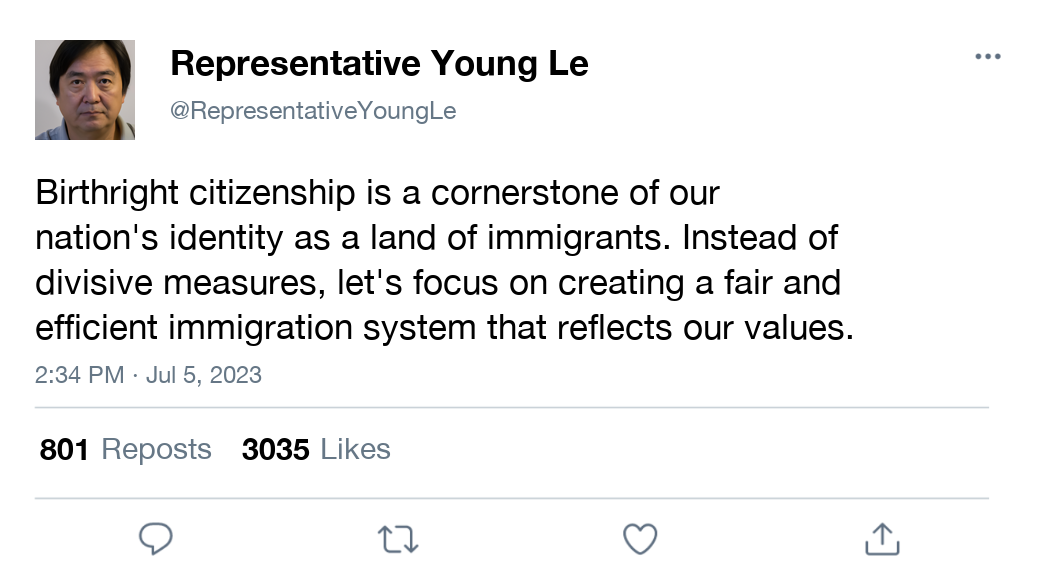 Representative Young Le
@RepresentativeYoungLe
Birthright citizenship is a cornerstone of our
nation's identity as a land of immigrants. Instead of
divisive measures, let's focus on creating a fair and
efficient immigration system that reflects our values.
2:34 PM · Jul 5, 2023
801 Reposts 3035 Likes